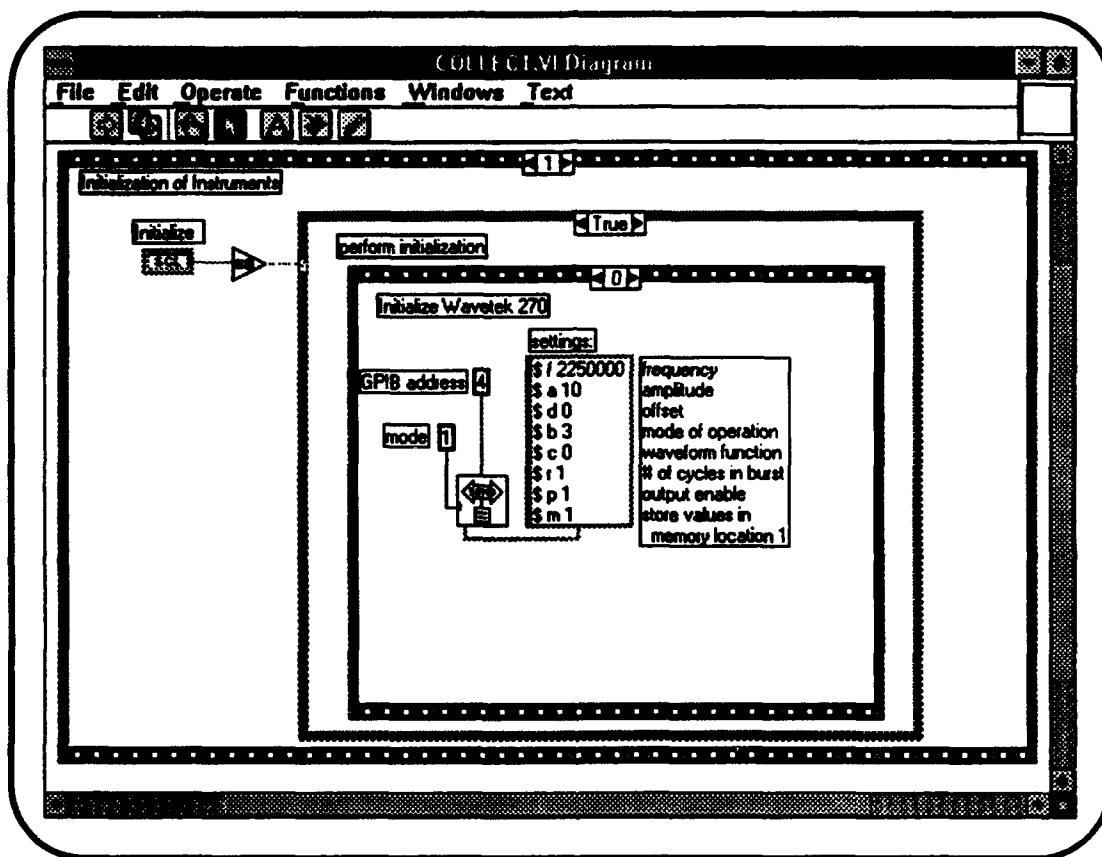 COLLECT.VI Diagram
File Edit Operate Functions Windows Text
1
Initialization of Instruments
Initialize
True
perform initialization
0
Initialize Wavetek 270
settings:
GPIB address 4
mode 1
$ f 2250000 frequency
$ a 10 amplitude
$ d 0 offset
$ b 3 mode of operation
$ c 0 waveform function
$ r 1 # of cycles in burst
$ p 1 output enable
$ m 1 store values in
memory location 1